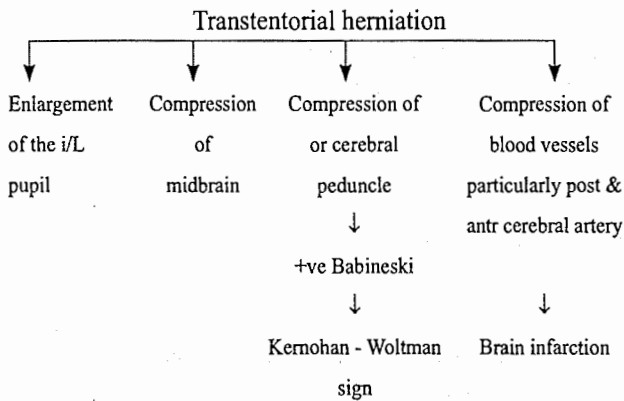 Transtentorial herniation
Enlargement
of the i/L
pupil
Compression
of
midbrain
Compression of
or cerebral
peduncle
↓
+ve Babineski
↓
Kernohan - Woltman
sign
Compression of
blood vessels
particularly post &
antr cerebral artery
↓
Brain infarction